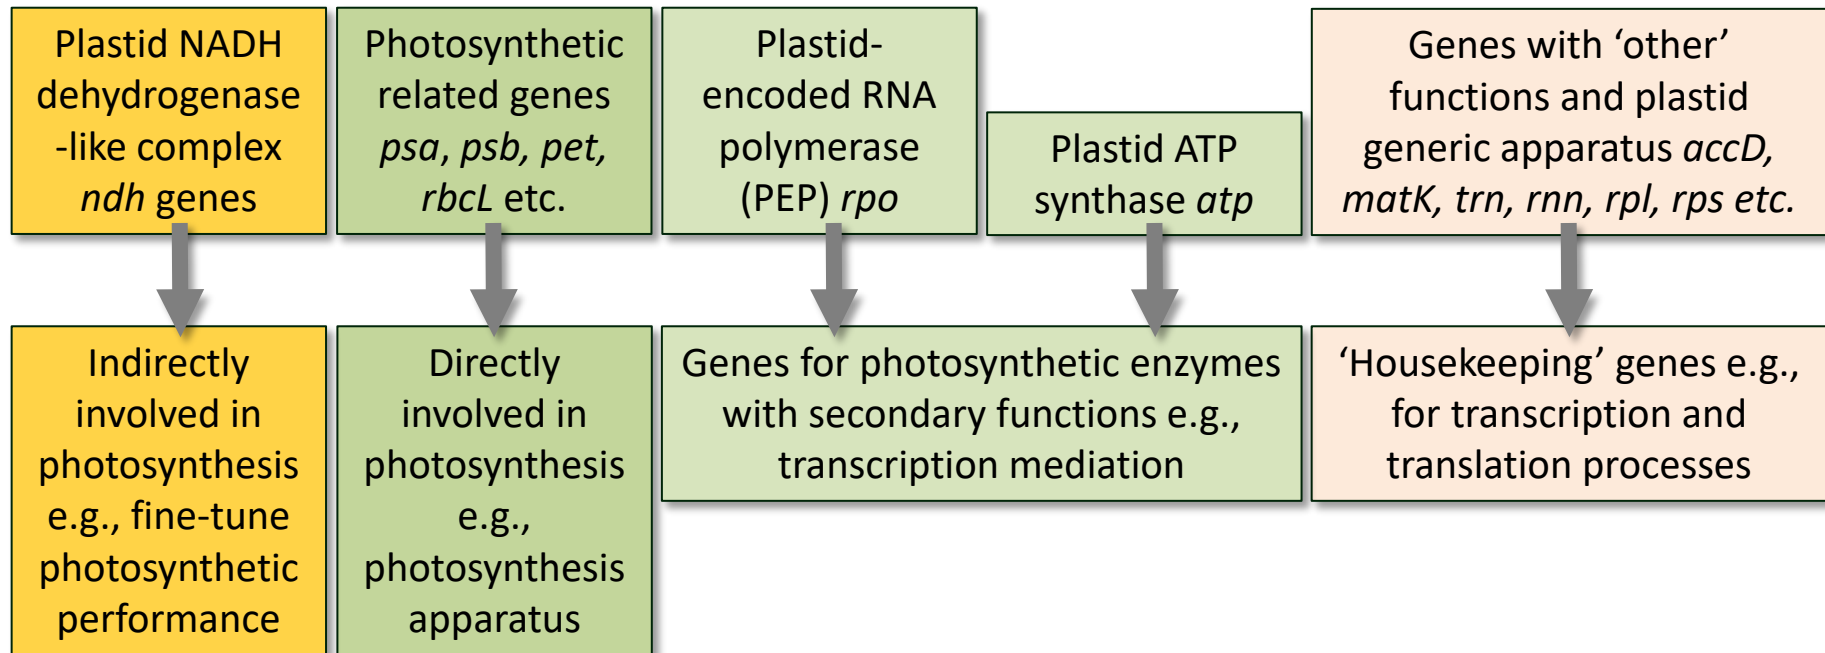 Plastid NADH
dehydrogenase
-like complex
ndh genes
Photosynthetic
related genes
psa, psb, pet,
rbcL etc.
Plastid-
encoded RNA
polymerase
(PEP) rpo
Plastid ATP
synthase atp
Genes with ‘other’
functions and plastid
generic apparatus accD,
matK, trn, rnn, rpl, rps etc.
Indirectly
involved in
photosynthesis
e.g., fine-tune
photosynthetic
performance
Directly
involved in
photosynthesis
e.g.,
photosynthesis
apparatus
Genes for photosynthetic enzymes
with secondary functions e.g.,
transcription mediation
‘Housekeeping’ genes e.g.,
for transcription and
translation processes